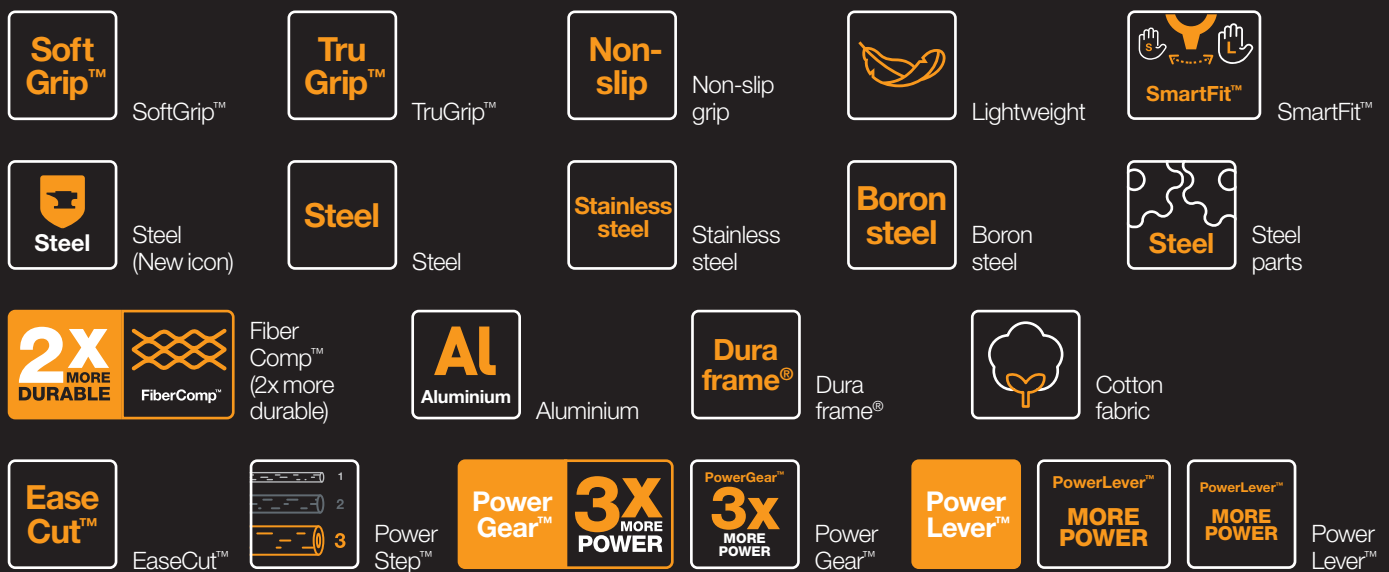 Soft
Grip™
SoftGrip™
Tru
Grip™
TruGrip™
Non-
slip
Non-slip
grip
Lightweight
S
L
SmartFit™
SmartFit™
Steel
Steel
(New icon)
Steel
Steel
Stainless
steel
Stainless
steel
Boron
steel
Boron
steel
Steel
Steel
parts
2X
MORE
DURABLE
FiberComp™
Fiber
Comp™
(2x more
durable)
Al
Aluminium
Aluminium
Dura
frame®
Dura
frame®
Cotton
fabric
Ease
Cut™
EaseCut™
1
2
3
Power
Step™
Power
Gear™
3X
MORE
POWER
PowerGear™
3X
MORE
POWER
Power
Gear™
Power
Lever™
PowerLever™
MORE
POWER
PowerLever™
MORE
POWER
Power
Lever™